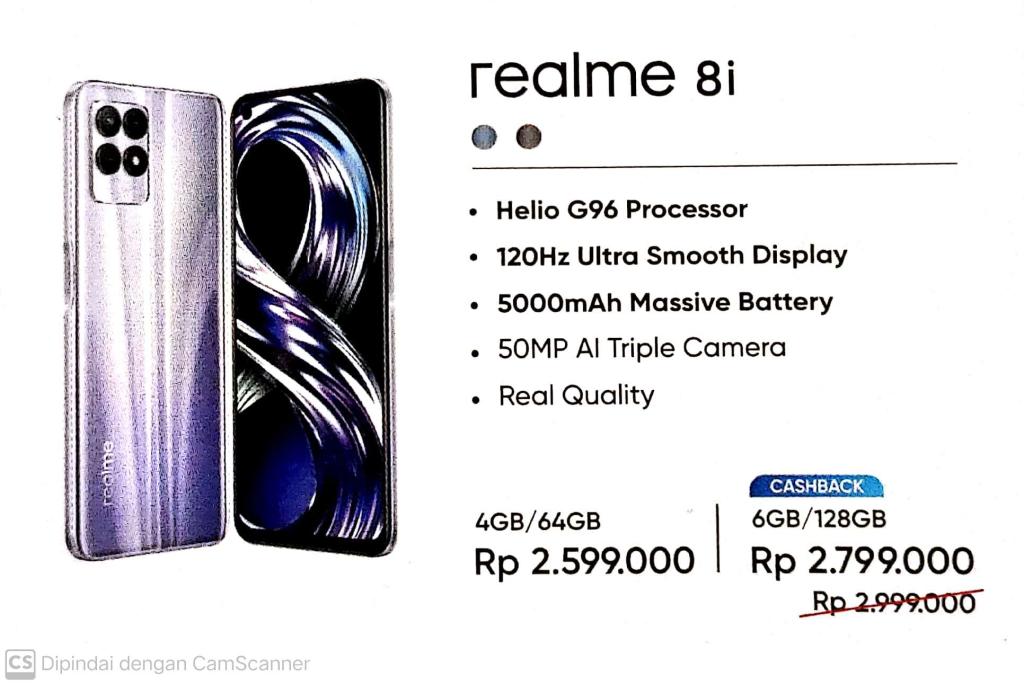 realme 8i
• Helio G96 Processor
• 120Hz Ultra Smooth Display
• 5000mAh Massive Battery
• 50MP AI Triple Camera
• Real Quality
CASHBACK
4GB/64GB
Rp 2.599.000
6GB/128GB
Rp 2.799.000
Rp 2.999.000
realme
CS Dipindai dengan CamScanner